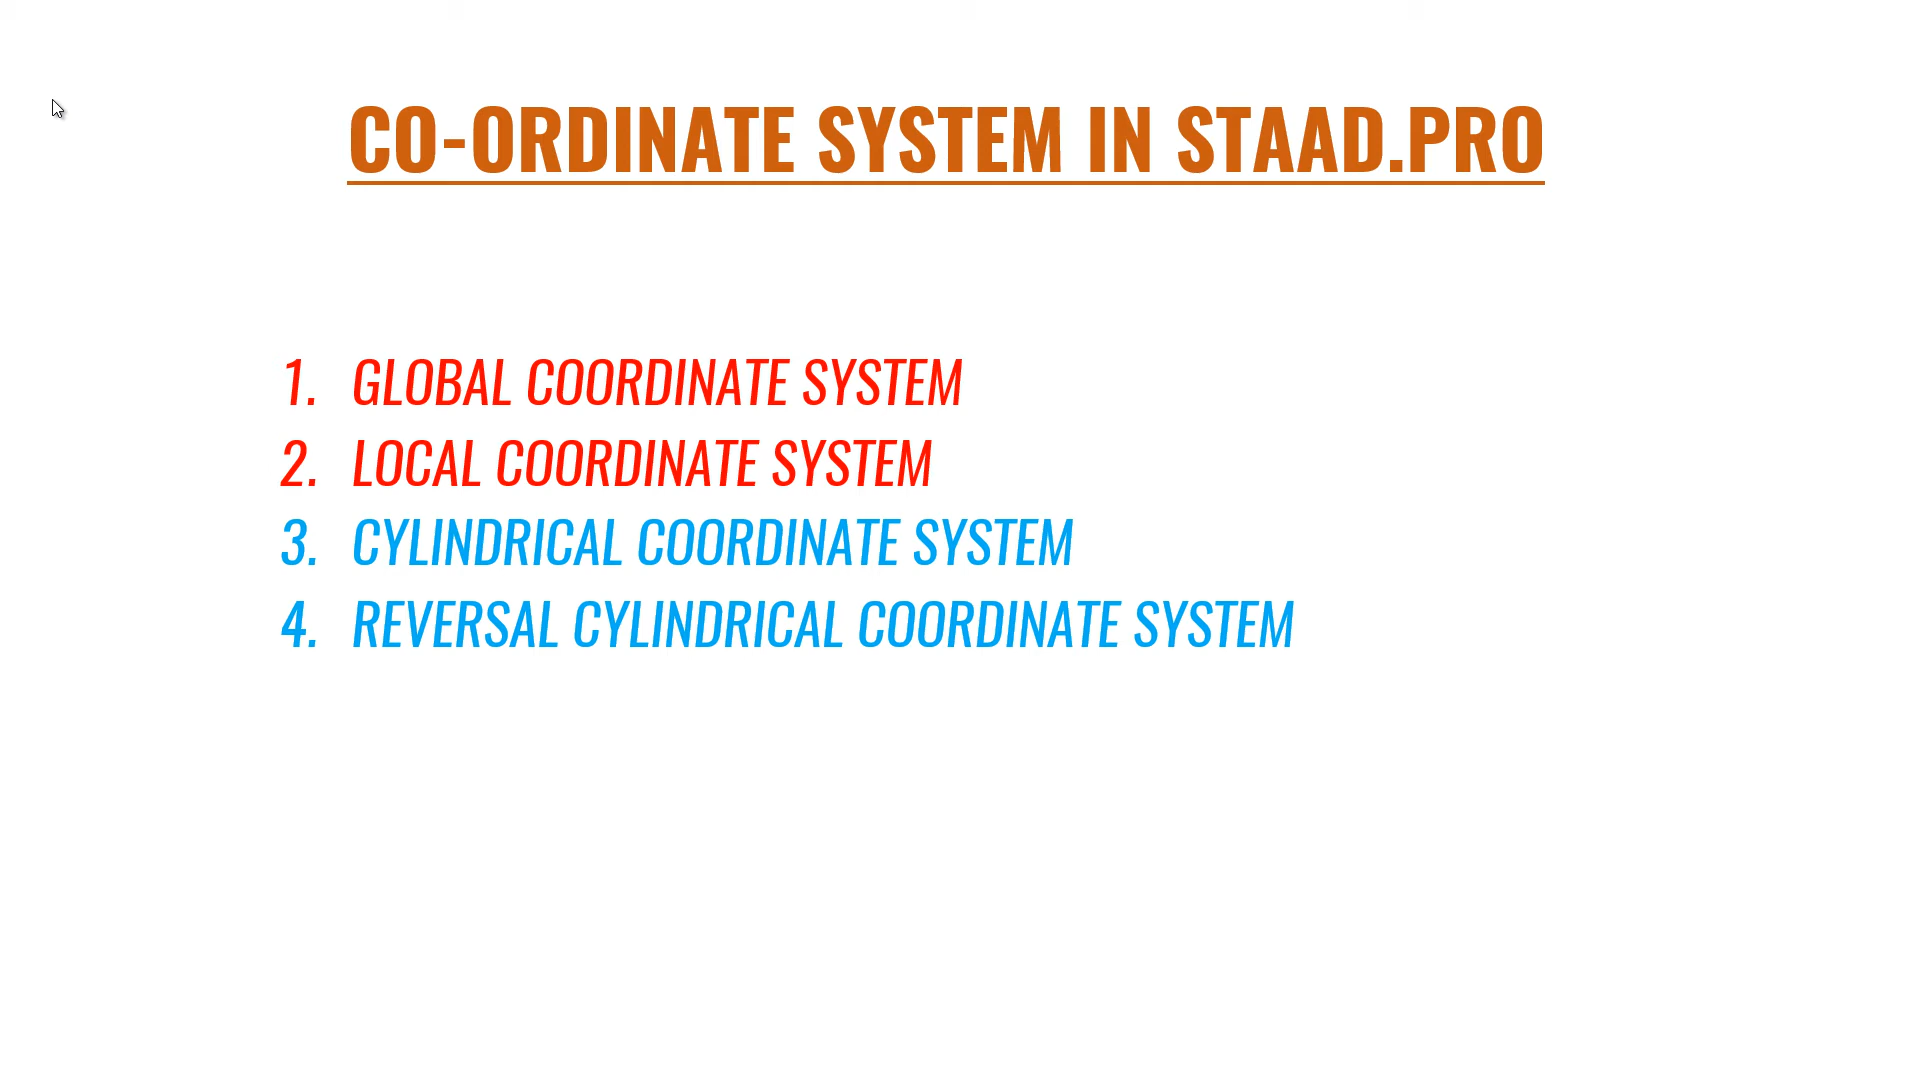 CO-ORDINATE SYSTEM IN STAAD.PRO
1. GLOBAL COORDINATE SYSTEM
2. LOCAL COORDINATE SYSTEM
3. CYLINDRICAL COORDINATE SYSTEM
4. REVERSAL CYLINDRICAL COORDINATE SYSTEM